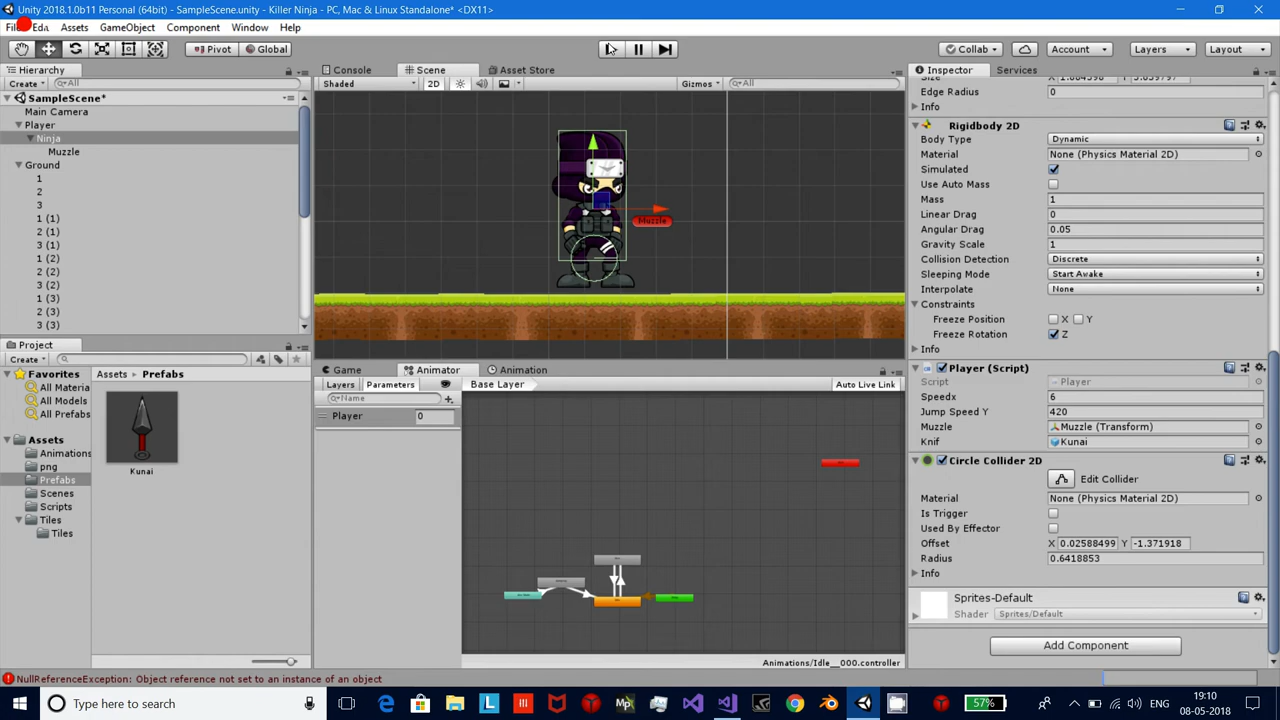 Unity 2018.1.0b11 Personal (64bit) - SampleScene.unity - Killer Ninja - PC, Mac & Linux Standalone* <DX11>
Assets GameObject Component Window Help
Pivot Global Collab Account Layers Layout
Hierarchy
Create All
SampleScene*
Main Camera
Player
Ninja
Muzzle
Ground
1
2
3
1 (1)
2 (1)
3 (1)
1 (2)
2 (2)
3 (2)
1 (3)
2 (3)
3 (3)
Console Scene Asset Store
Shaded 2D Gizmos All
Muzzle
Project
Create
Favorites
All Materia
All Models
All Prefabs
Assets
Animations
png
Prefabs
Scenes
Scripts
Tiles
Tiles
Assets Prefabs
Kunai
Game Animator Animation
Layers Parameters Base Layer Auto Live Link
Name
Player 0
Animations/Idle__000.controller
Inspector Services
Edge Radius 0
Info
Rigidbody 2D
Body Type Dynamic
Material None (Physics Material 2D)
Simulated
Use Auto Mass
Mass 1
Linear Drag 0
Angular Drag 0.05
Gravity Scale 1
Collision Detection Discrete
Sleeping Mode Start Awake
Interpolate None
Constraints
Freeze Position X Y
Freeze Rotation Z
Info
Player (Script)
Script Player
Speedx 6
Jump Speed Y 420
Muzzle Muzzle (Transform)
Knif Kunai
Circle Collider 2D
Edit Collider
Material None (Physics Material 2D)
Is Trigger
Used By Effector
Offset X 0.02588499 Y -1.371918
Radius 0.6418853
Info
Sprites-Default
Shader Sprites/Default
Add Component
NullReferenceException: Object reference not set to an instance of an object
Type here to search
57% ENG 19:10
08-05-2018